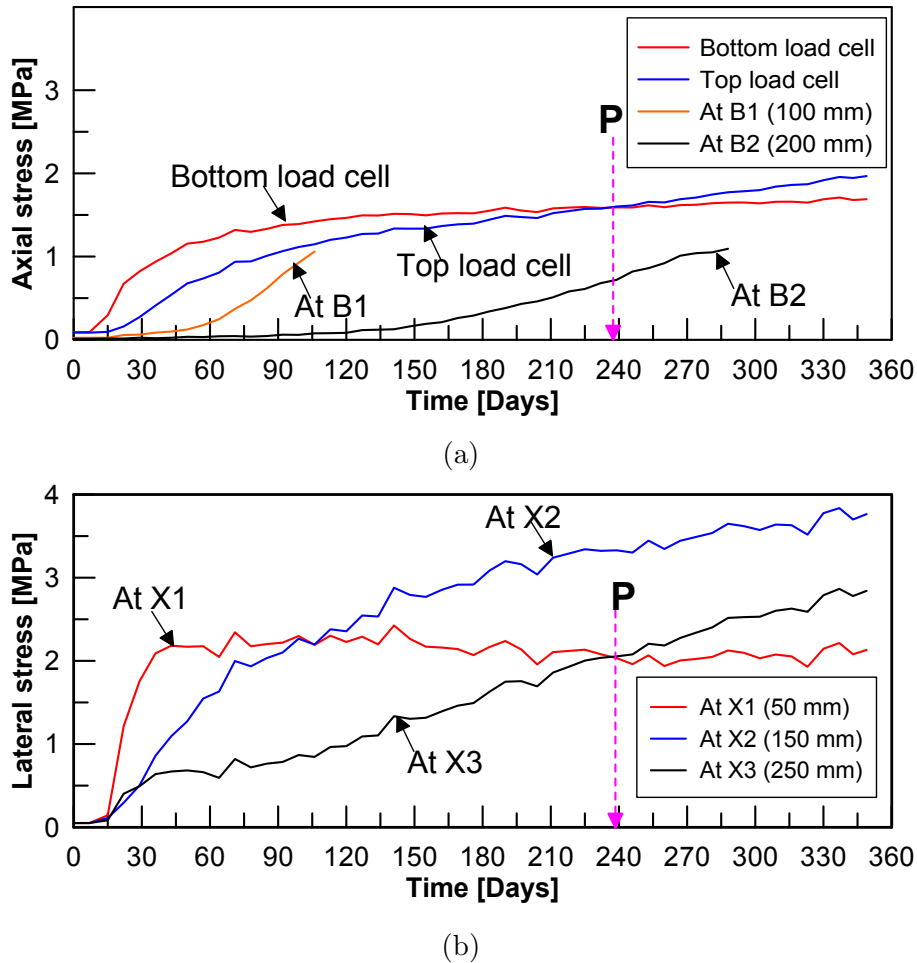 Axial stress [MPa]
3
2
1
0
Bottom load cell
Top load cell
At B1 (100 mm)
At B2 (200 mm)
P
Bottom load cell
Top load cell
At B1
At B2
0 30 60 90 120 150 180 210 240 270 300 330 360
Time [Days]
(a)
Lateral stress [MPa]
4
3
2
1
0
At X2
At X1
P
At X3
At X1 (50 mm)
At X2 (150 mm)
At X3 (250 mm)
0 30 60 90 120 150 180 210 240 270 300 330 360
Time [Days]
(b)